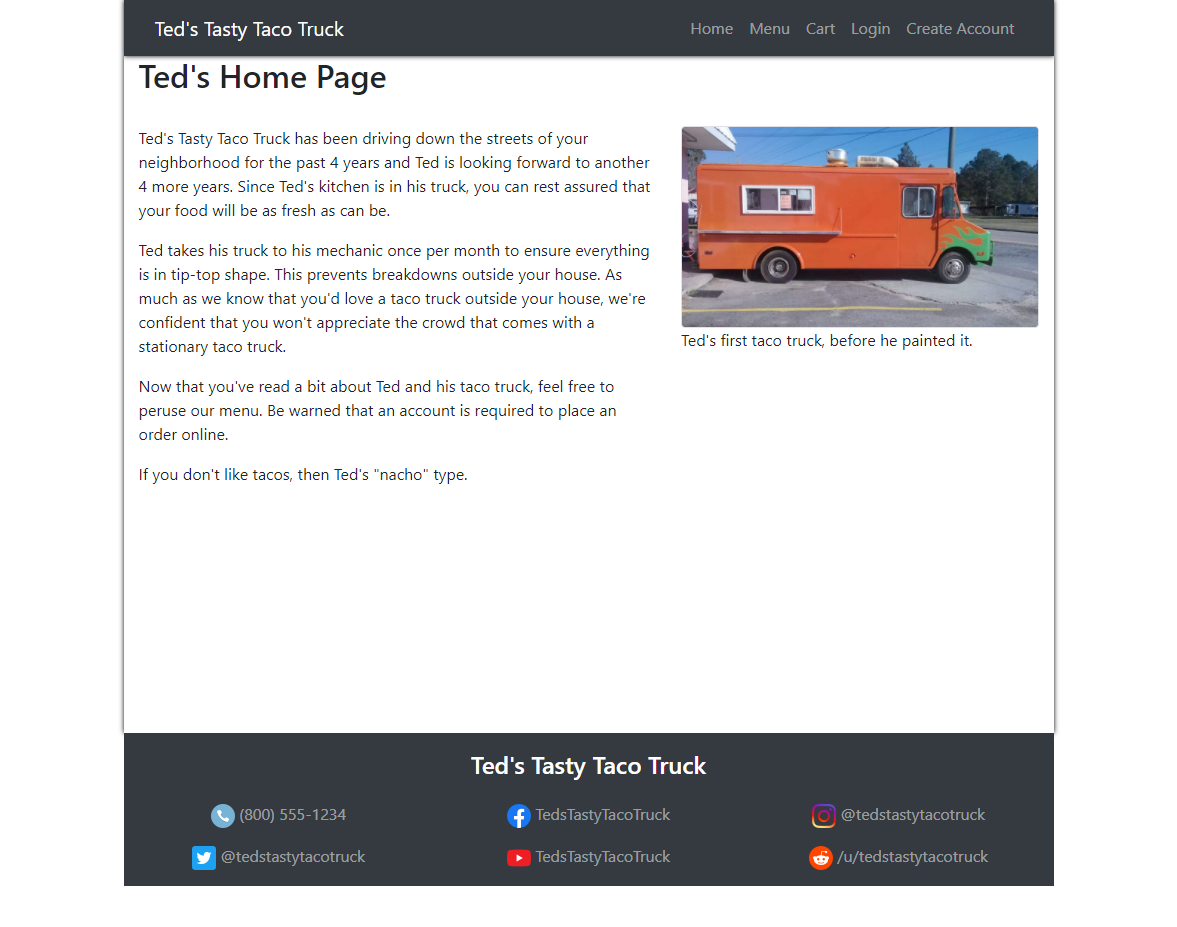 Ted's Tasty Taco Truck
Home Menu Cart Login Create Account
Ted's Home Page
Ted's Tasty Taco Truck has been driving down the streets of your
neighborhood for the past 4 years and Ted is looking forward to another
4 more years. Since Ted's kitchen is in his truck, you can rest assured that
your food will be as fresh as can be.
Ted takes his truck to his mechanic once per month to ensure everything
is in tip-top shape. This prevents breakdowns outside your house. As
much as we know that you'd love a taco truck outside your house, we're
confident that you won't appreciate the crowd that comes with a
stationary taco truck.
Now that you've read a bit about Ted and his taco truck, feel free to
peruse our menu. Be warned that an account is required to place an
order online.
If you don't like tacos, then Ted's "nacho" type.
Ted's first taco truck, before he painted it.
Ted's Tasty Taco Truck
(800) 555-1234
TedsTastyTacoTruck
@tedstastytacotruck
@tedstastytacotruck
TedsTastyTacoTruck
/u/tedstastytacotruck